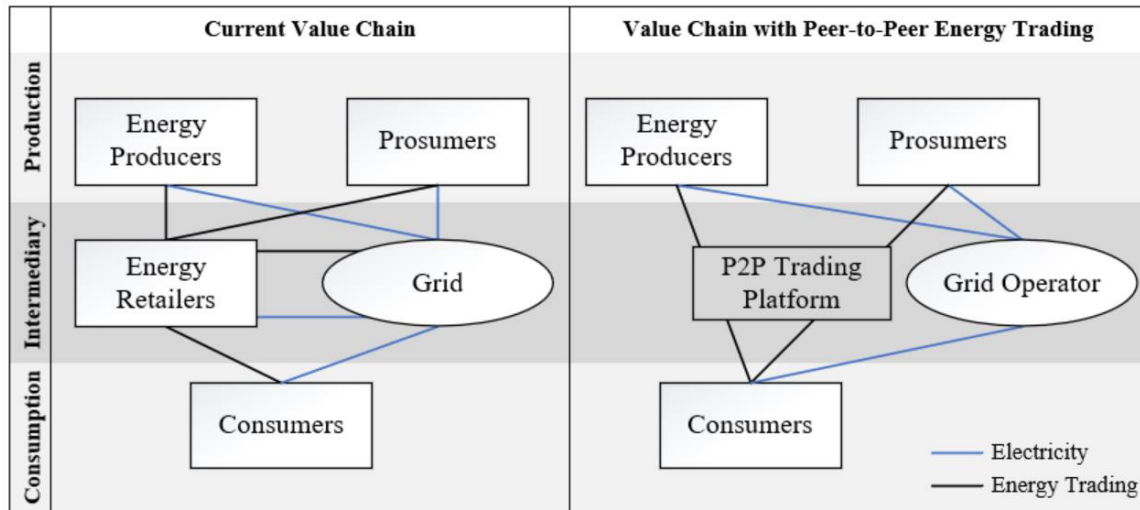 Current Value Chain
Value Chain with Peer-to-Peer Energy Trading
Production
Energy
Producers
Prosumers
Energy
Producers
Prosumers
Intermediary
Energy
Retailers
Grid
P2P Trading
Platform
Grid Operator
Consumption
Consumers
Consumers
Electricity
Energy Trading